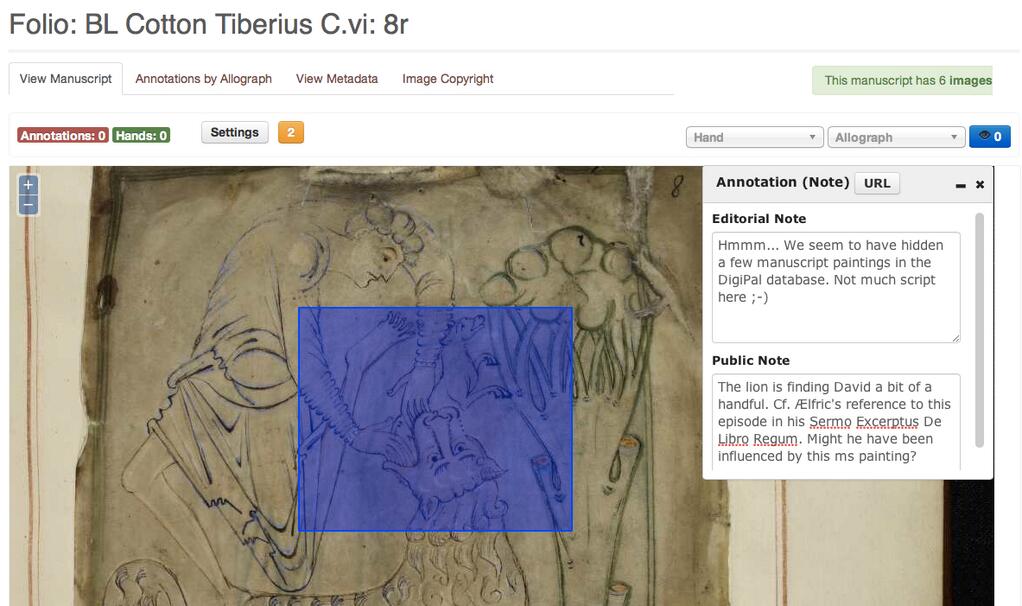 Folio: BL Cotton Tiberius C.vi: 8r
View Manuscript
Annotations by Allograph
View Metadata
Image Copyright
This manuscript has 6 images
Annotations: 0
Hands: 0
Settings
2
Hand
Allograph
0
+
−
8
Annotation (Note)
URL
Editorial Note
Hmmm... We seem to have hidden
a few manuscript paintings in the
DigiPal database. Not much script
here ;-)
Public Note
The lion is finding David a bit of a
handful. Cf. Ælfric's reference to this
episode in his Sermo Excerptus De
Libro Regum. Might he have been
influenced by this ms painting?